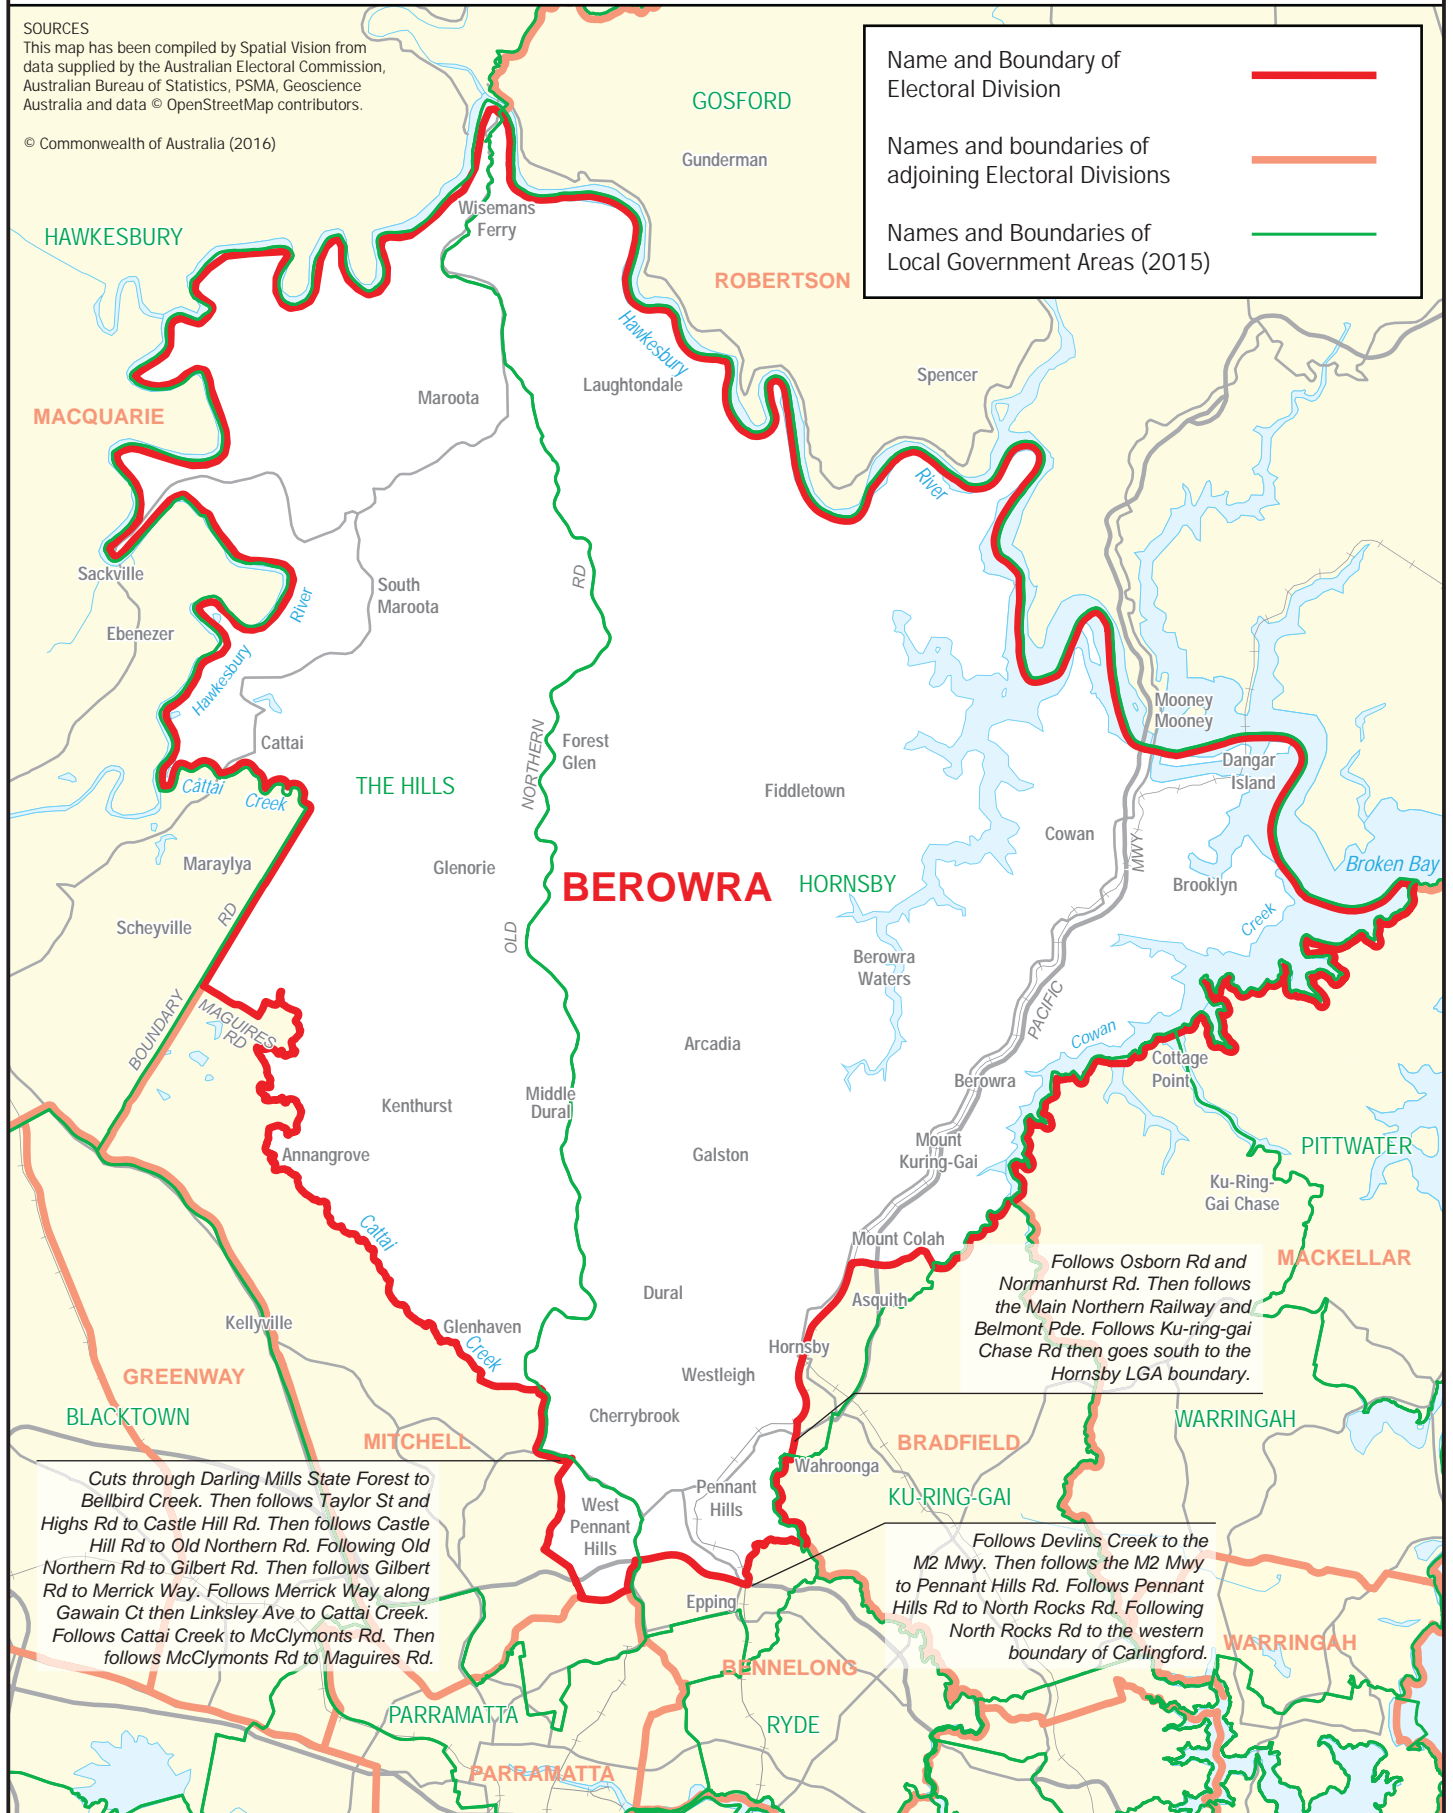 SOURCES
This map has been compiled by Spatial Vision from
data supplied by the Australian Electoral Commission,
Australian Bureau of Statistics, PSMA, Geoscience
Australia and data © OpenStreetMap contributors.
© Commonwealth of Australia (2016)
Name and Boundary of
Electoral Division
Names and boundaries of
adjoining Electoral Divisions
Names and Boundaries of
Local Government Areas (2015)
GOSFORD
Gunderman
Wisemans
Ferry
HAWKESBURY
ROBERTSON
Hawkesbury
Spencer
Laughtondale
Maroota
MACQUARIE
River
Sackville
RD
South
Maroota
River
Ebenezer
Hawkesbury
Mooney
Mooney
Cattai
NORTHERN
Forest
Glen
Dangar
Island
Cattai
Creek
THE HILLS
Fiddletown
Cowan
MWY
Maraylya
Glenorie
Broken Bay
BEROWRA
HORNSBY
Brooklyn
RD
Scheyville
OLD
Creek
Berowra
Waters
BOUNDARY
MAGUIRES
RD
PACIFIC
Cowan
Arcadia
Cottage
Point
Berowra
Kenthurst
Middle
Dural
Mount
Kuring-Gai
Annangrove
Galston
PITTWATER
Ku-Ring-
Gai Chase
Cattai
Mount Colah
MACKELLAR
Follows Osborn Rd and
Normanhurst Rd. Then follows
the Main Northern Railway and
Belmont Pde. Follows Ku-ring-gai
Chase Rd then goes south to the
Hornsby LGA boundary.
Dural
Asquith
Kellyville
Glenhaven
Creek
Hornsby
GREENWAY
Westleigh
BLACKTOWN
Cherrybrook
WARRINGAH
MITCHELL
BRADFIELD
Wahroonga
Cuts through Darling Mills State Forest to
Bellbird Creek. Then follows Taylor St and
Highs Rd to Castle Hill Rd. Then follows Castle
Hill Rd to Old Northern Rd. Following Old
Northern Rd to Gilbert Rd. Then follows Gilbert
Rd to Merrick Way. Follows Merrick Way along
Gawain Ct then Linksley Ave to Cattai Creek.
Follows Cattai Creek to McClymonts Rd. Then
follows McClymonts Rd to Maguires Rd.
Pennant
Hills
KU-RING-GAI
West
Pennant
Hills
Follows Devlins Creek to the
M2 Mwy. Then follows the M2 Mwy
to Pennant Hills Rd. Follows Pennant
Hills Rd to North Rocks Rd. Following
North Rocks Rd to the western
boundary of Carlingford.
Epping
WARRINGAH
BENNELONG
PARRAMATTA
RYDE
PARRAMATTA